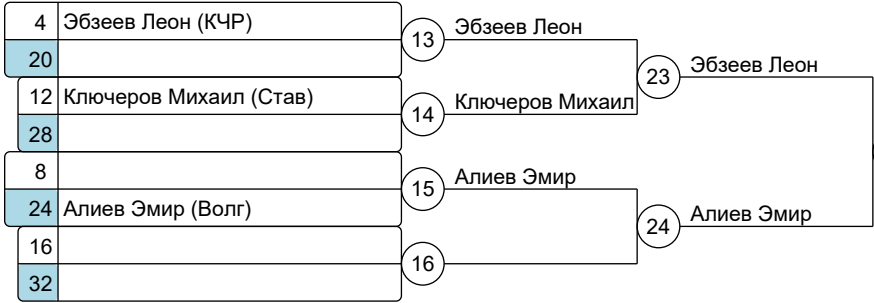 4 Эбзеев Леон (КЧР)
20
13 Эбзеев Леон
12 Ключеров Михаил (Став)
28
14 Ключеров Михаил
23 Эбзеев Леон
8
24 Алиев Эмир (Волг)
15 Алиев Эмир
16
32
16
24 Алиев Эмир